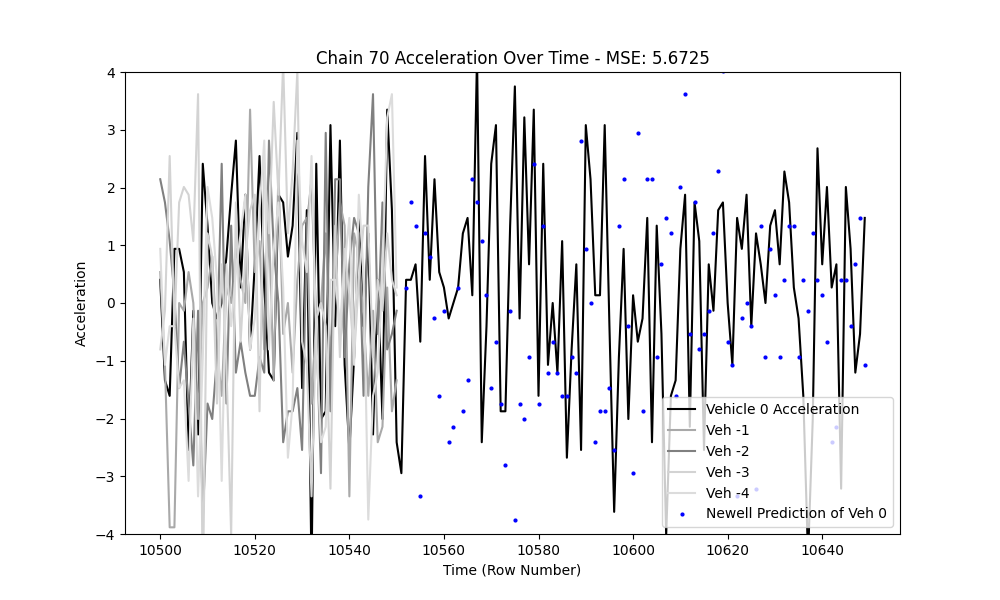 Chain 70 Acceleration Over Time - MSE: 5.6725
Acceleration
4
3
2
1
0
−1
−2
−3
−4
10500 10520 10540 10560 10580 10600 10620 10640
Time (Row Number)
Vehicle 0 Acceleration
Veh -1
Veh -2
Veh -3
Veh -4
Newell Prediction of Veh 0